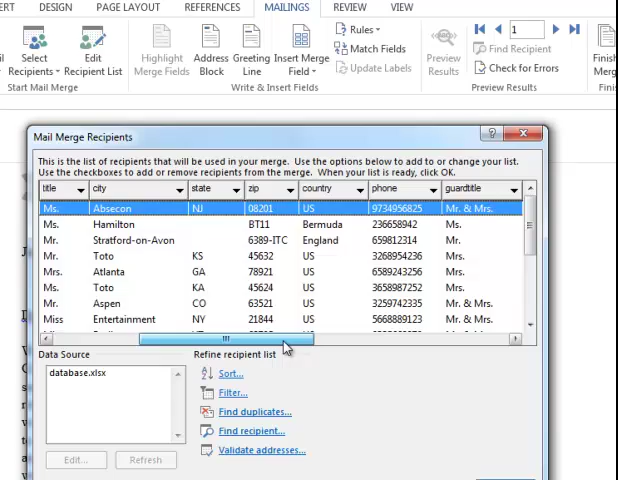 DESIGN PAGE LAYOUT REFERENCES MAILINGS REVIEW VIEW
Select Recipients
Edit Recipient List
Highlight Merge Fields
Address Block
Greeting Line
Insert Merge Field
Rules
Match Fields
Update Labels
ABC
Preview Results
1
Find Recipient
Check for Errors
Start Mail Merge Write & Insert Fields Preview Results
Mail Merge Recipients
This is the list of recipients that will be used in your merge. Use the options below to add to or change your list.
Use the checkboxes to add or remove recipients from the merge. When your list is ready, click OK.
title city state zip country phone guardtitle
Ms. Absecon NJ 08201 US 9734956825 Mr. & Mrs.
Ms. Hamilton BT11 Bermuda 236658942 Ms.
Mr. Stratford-on-Avon 6389-ITC England 659812314 Mr.
Mr. Toto KS 45632 US 3268954236 Ms.
Mrs. Atlanta GA 78921 US 6589243256 Ms.
Ms. Toto KA 45624 US 3658987252 Ms.
Mr. Aspen CO 63521 US 3259742335 Mr. & Mrs.
Miss Entertainment NY 21844 US 5668889123 Mr. & Mrs.
Data Source
database.xlsx
Edit... Refresh
Refine recipient list
Sort...
Filter...
Find duplicates...
Find recipient...
Validate addresses...